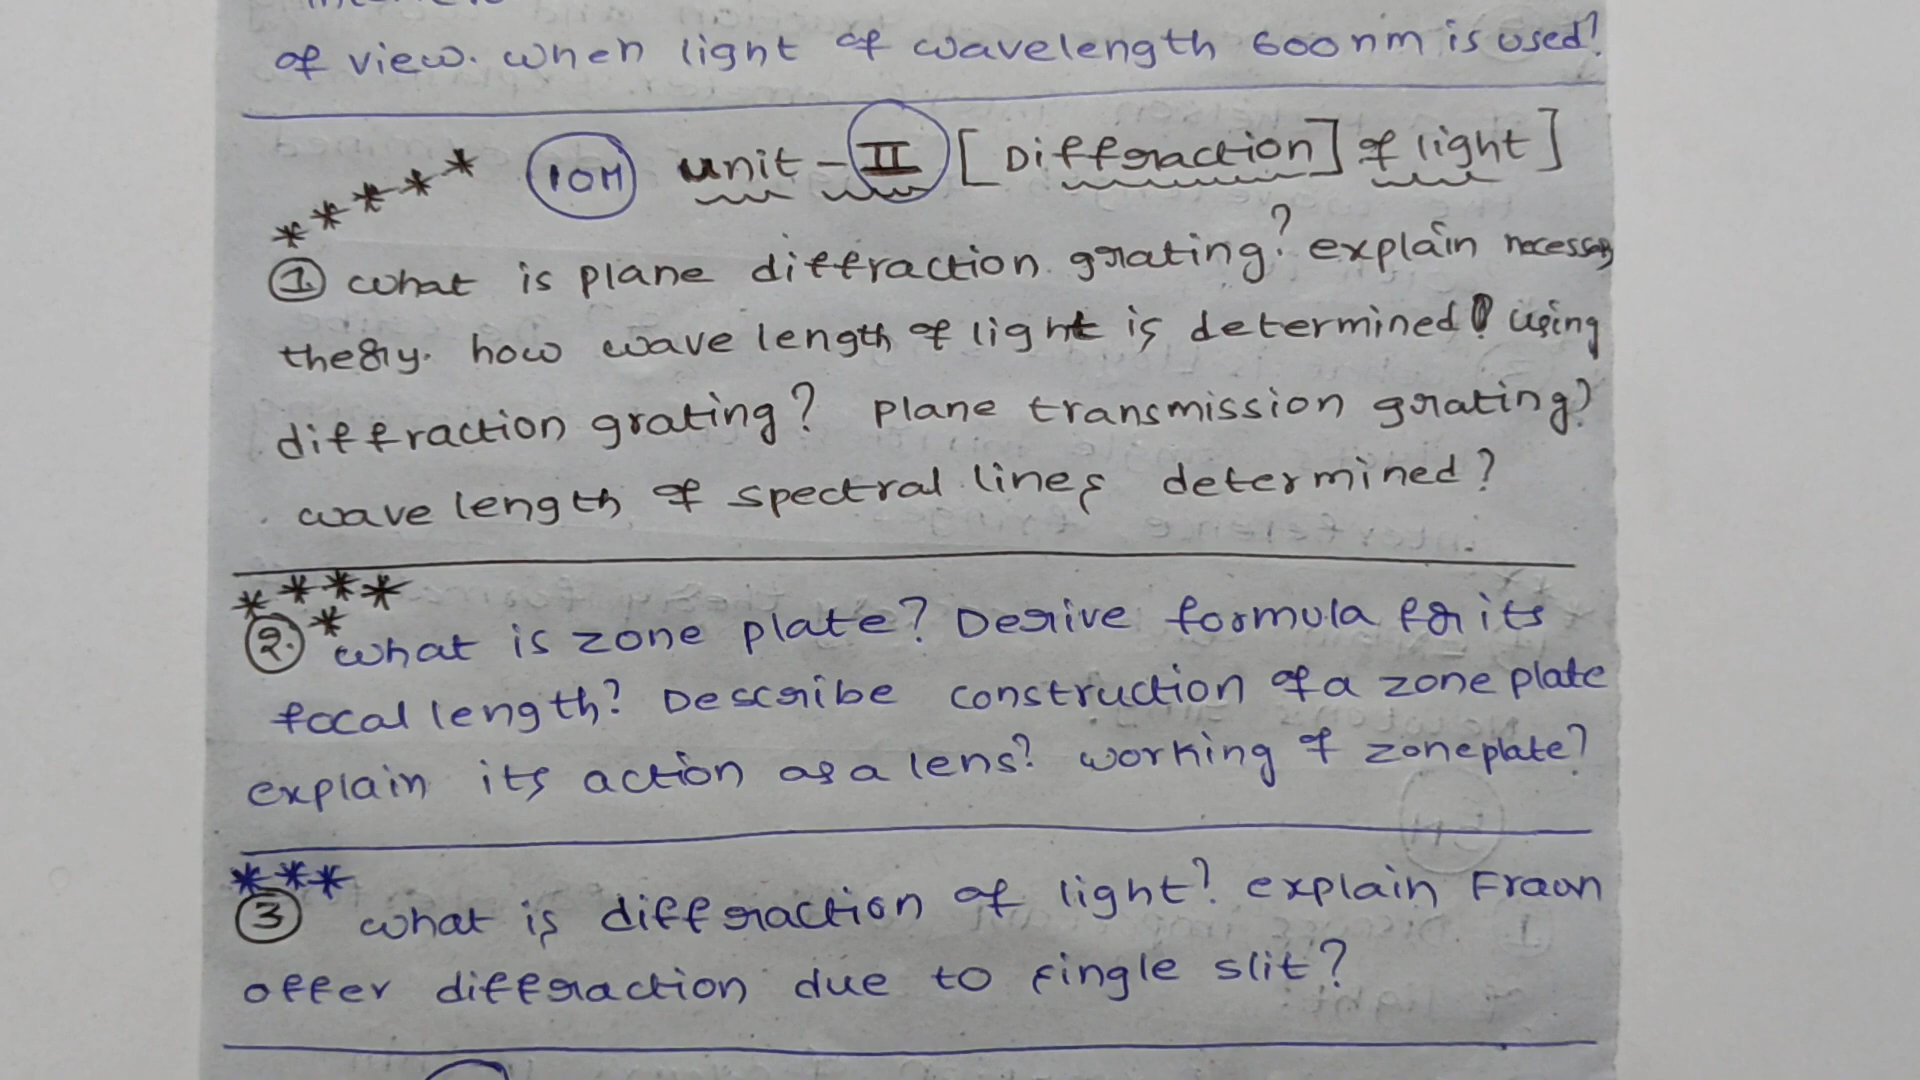 of view. when light of wavelength 600nm is used?
***** 10M unit-II [Diffraction] of light]
① what is plane diffraction grating? explain necessary
theory. how wave length of light is determined? using
diffraction grating? plane transmission grating?
wave length of spectral lines determined?
****
② * what is zone plate? Derive formula for its
focal length? Describe construction of a zone plate
explain its action as a lens? working of zoneplate?
***
③ what is diffraction of light? explain Fraun
offer diffraction due to single slit?